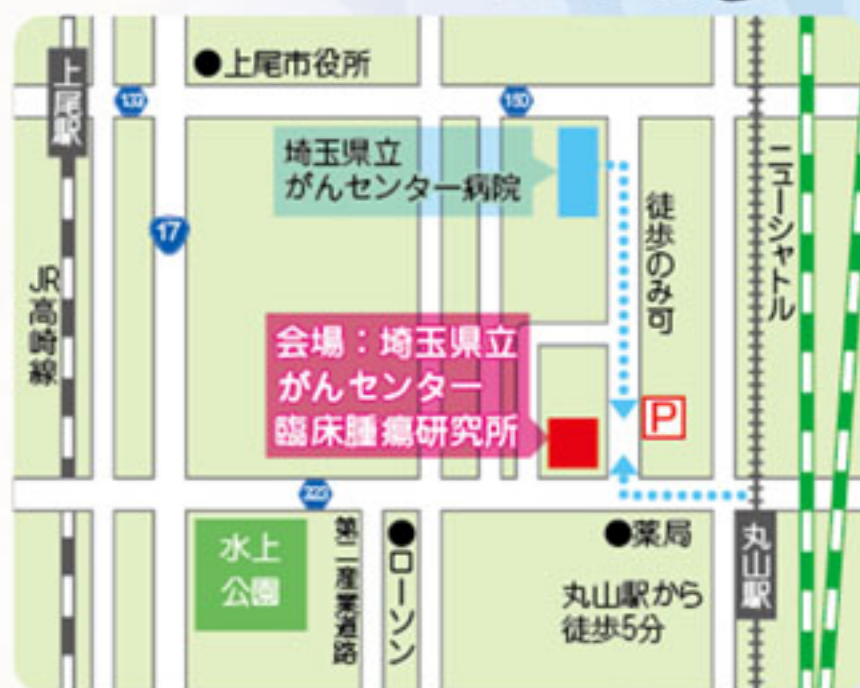 上尾市役所
上尾駅
132
150
埼玉県立
がんセンター病院
17
徒歩のみ可
ニューシャトル
JR高崎線
会場：埼玉県立
がんセンター
臨床腫瘍研究所
P
323
水上
公園
第二産業道路
ローソン
薬局
丸山駅
丸山駅から
徒歩5分